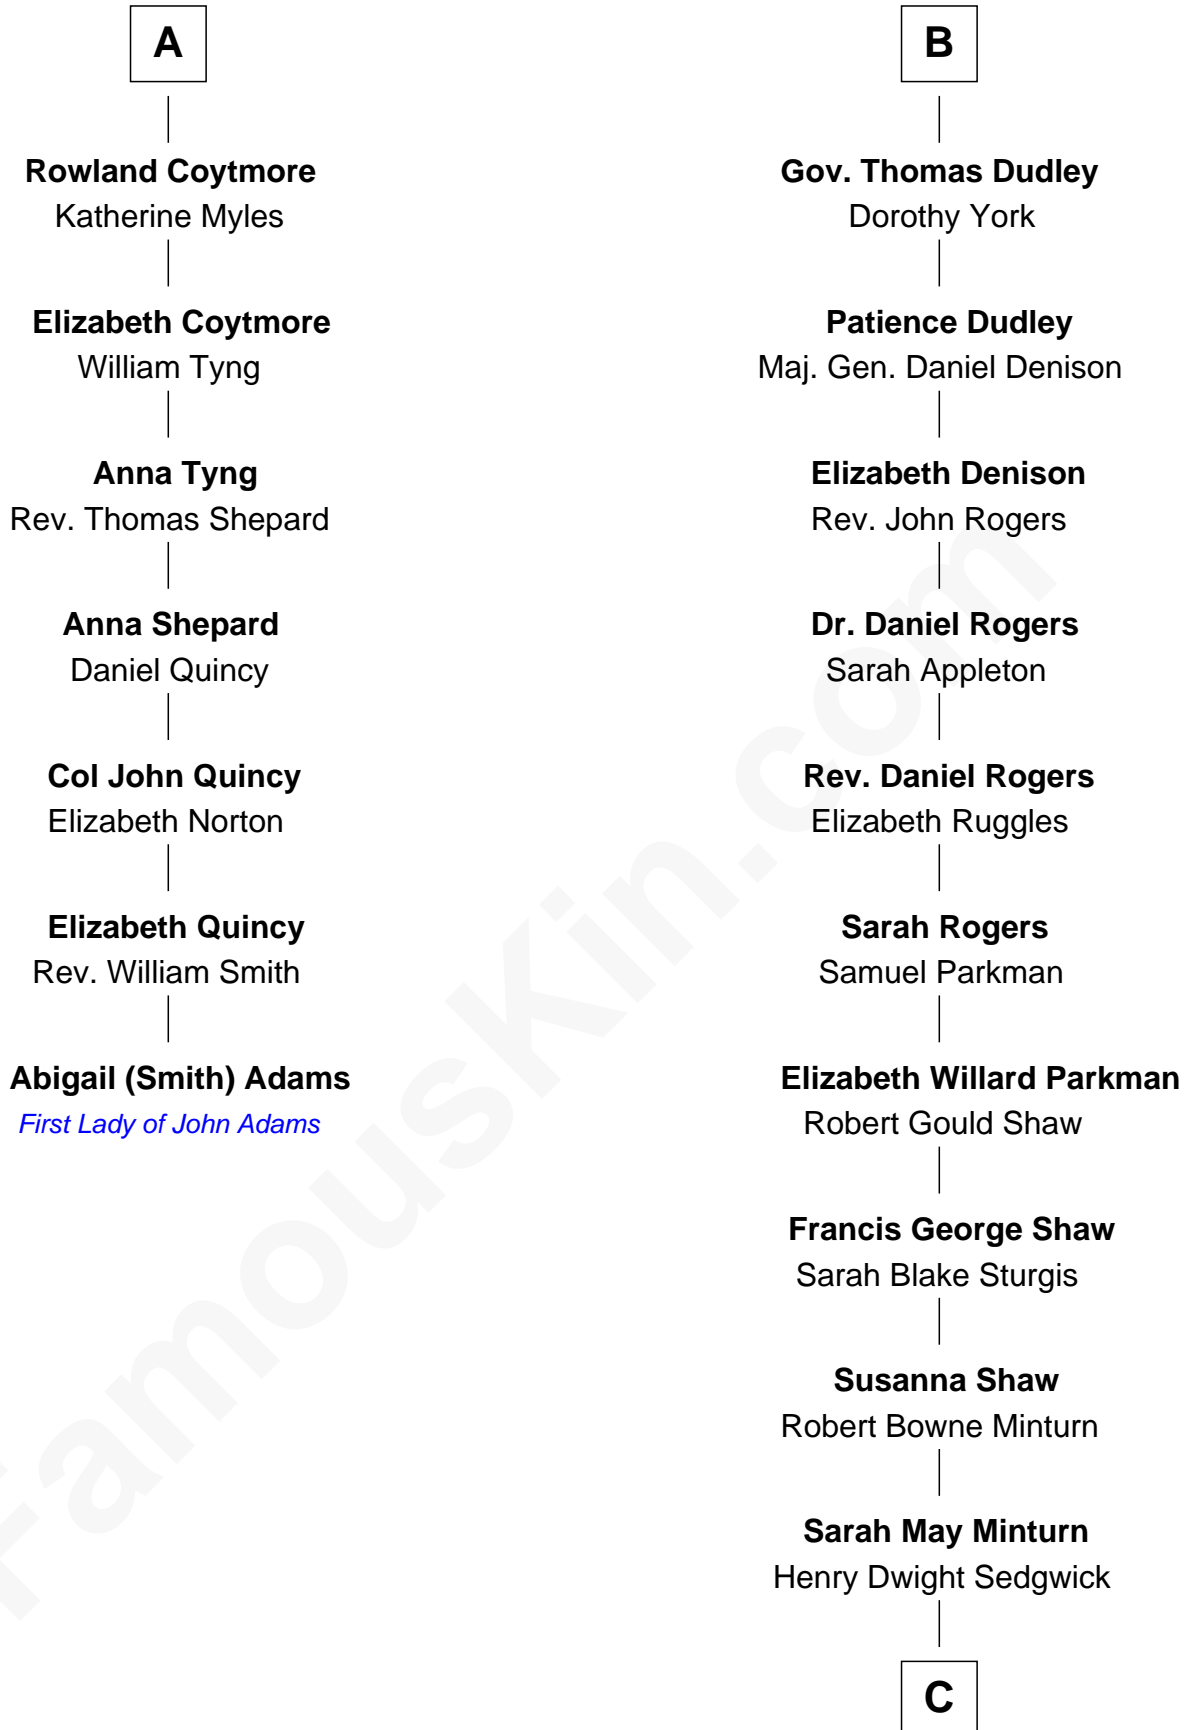 A
Rowland Coytmore
Katherine Myles
Elizabeth Coytmore
William Tyng
Anna Tyng
Rev. Thomas Shepard
Anna Shepard
Daniel Quincy
Col John Quincy
Elizabeth Norton
Elizabeth Quincy
Rev. William Smith
Abigail (Smith) Adams
First Lady of John Adams
B
Gov. Thomas Dudley
Dorothy York
Patience Dudley
Maj. Gen. Daniel Denison
Elizabeth Denison
Rev. John Rogers
Dr. Daniel Rogers
Sarah Appleton
Rev. Daniel Rogers
Elizabeth Ruggles
Sarah Rogers
Samuel Parkman
Elizabeth Willard Parkman
Robert Gould Shaw
Francis George Shaw
Sarah Blake Sturgis
Susanna Shaw
Robert Bowne Minturn
Sarah May Minturn
Henry Dwight Sedgwick
C
FamousKin.com